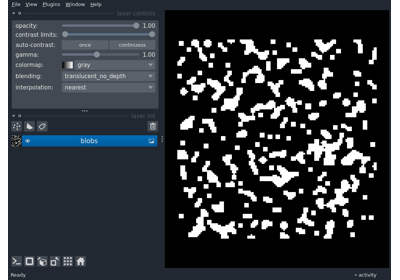 File View Plugins Window Help
layer controls
opacity: 1.00
contrast limits:
auto-contrast: once continuous
gamma: 1.00
colormap: gray
blending: translucent_no_depth
interpolation: nearest
layer list
blobs
Ready activity